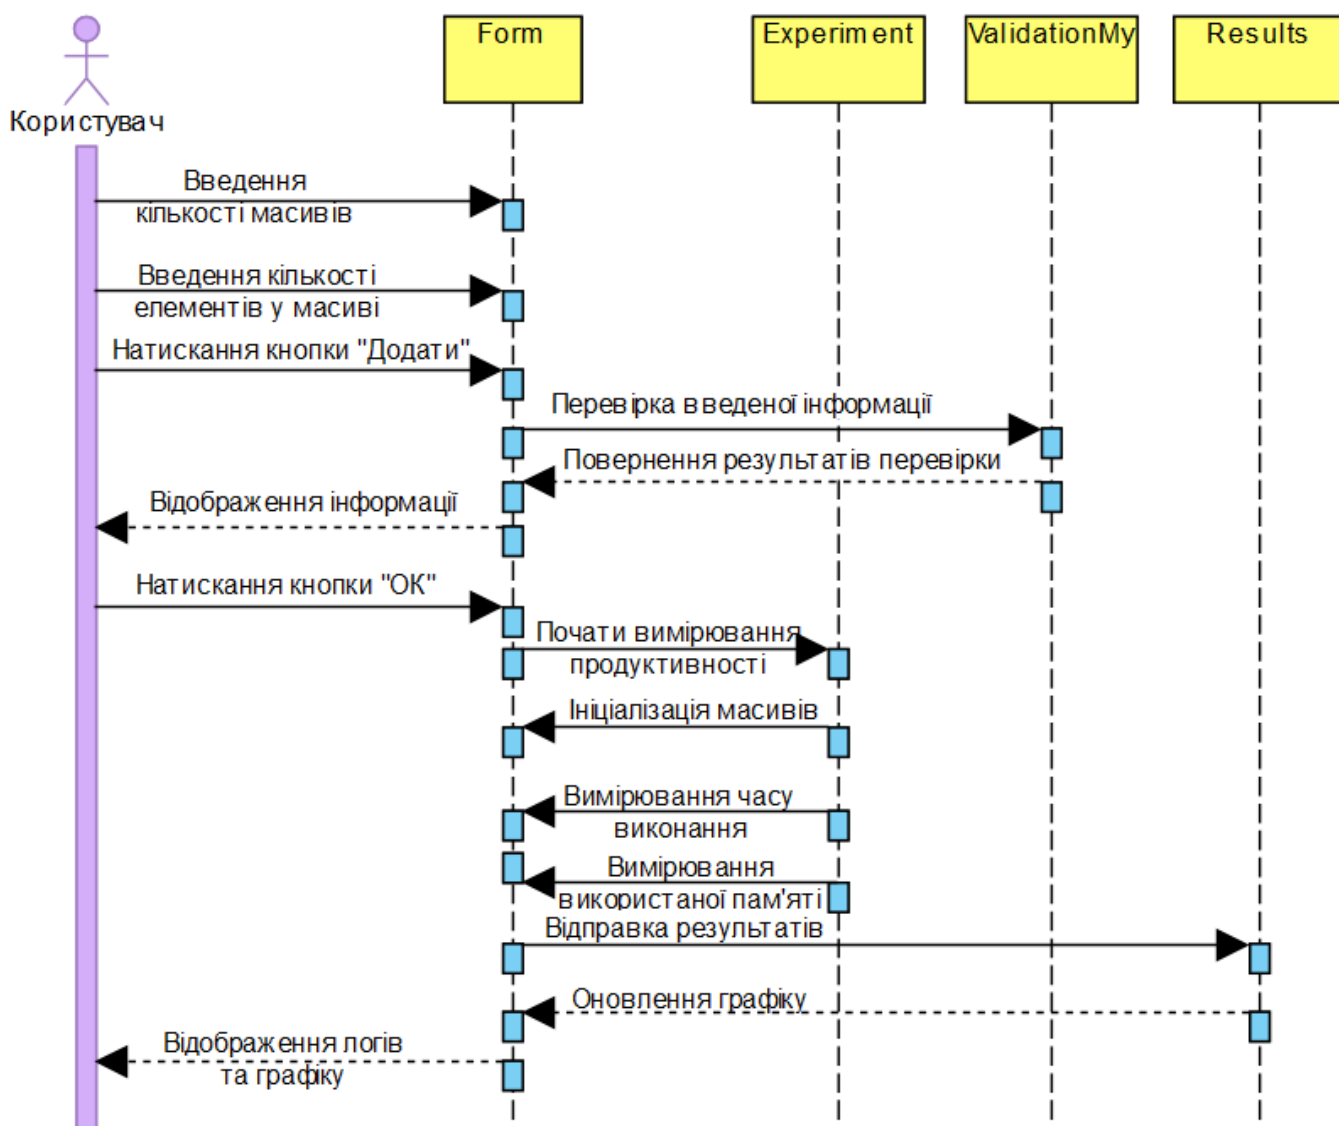 Form
Experiment
ValidationMy
Results
Користувач
Введення
кількості масивів
Введення кількості
елементів у масиві
Натискання кнопки "Додати"
Перевірка введеної інформації
Повернення результатів перевірки
Відображення інформації
Натискання кнопки "ОК"
Почати вимірювання
продуктивності
Ініціалізація масивів
Вимірювання часу
виконання
Вимірювання
використаної пам'яті
Відправка результатів
Оновлення графіку
Відображення логів
та графіку